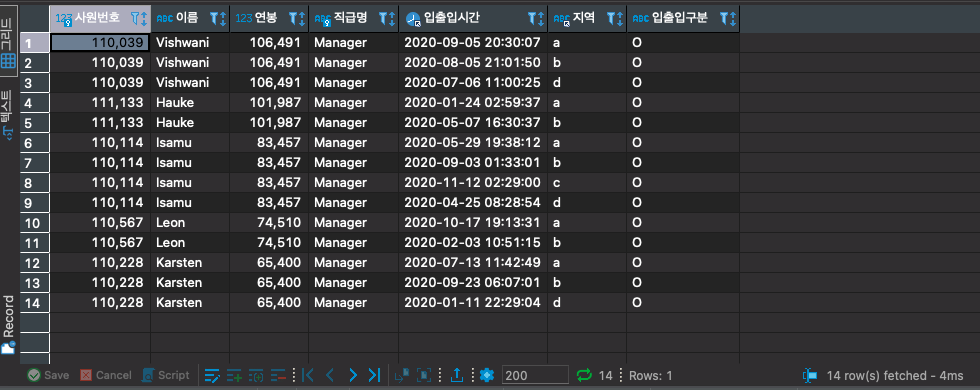 그리드
텍스트
Record
123 사원번호 ABC 이름 123 연봉 ABC 직급명 입출입시간 ABC 지역 ABC 입출입구분
1 110,039 Vishwani 106,491 Manager 2020-09-05 20:30:07 a O
2 110,039 Vishwani 106,491 Manager 2020-08-05 21:01:50 b O
3 110,039 Vishwani 106,491 Manager 2020-07-06 11:00:25 d O
4 111,133 Hauke 101,987 Manager 2020-01-24 02:59:37 a O
5 111,133 Hauke 101,987 Manager 2020-05-07 16:30:37 b O
6 110,114 Isamu 83,457 Manager 2020-05-29 19:38:12 a O
7 110,114 Isamu 83,457 Manager 2020-09-03 01:33:01 b O
8 110,114 Isamu 83,457 Manager 2020-11-12 02:29:00 c O
9 110,114 Isamu 83,457 Manager 2020-04-25 08:28:54 d O
10 110,567 Leon 74,510 Manager 2020-10-17 19:13:31 a O
11 110,567 Leon 74,510 Manager 2020-02-03 10:51:15 b O
12 110,228 Karsten 65,400 Manager 2020-07-13 11:42:49 a O
13 110,228 Karsten 65,400 Manager 2020-09-23 06:07:01 b O
14 110,228 Karsten 65,400 Manager 2020-01-11 22:29:04 d O
Save Cancel Script 200 14 Rows: 1 14 row(s) fetched - 4ms